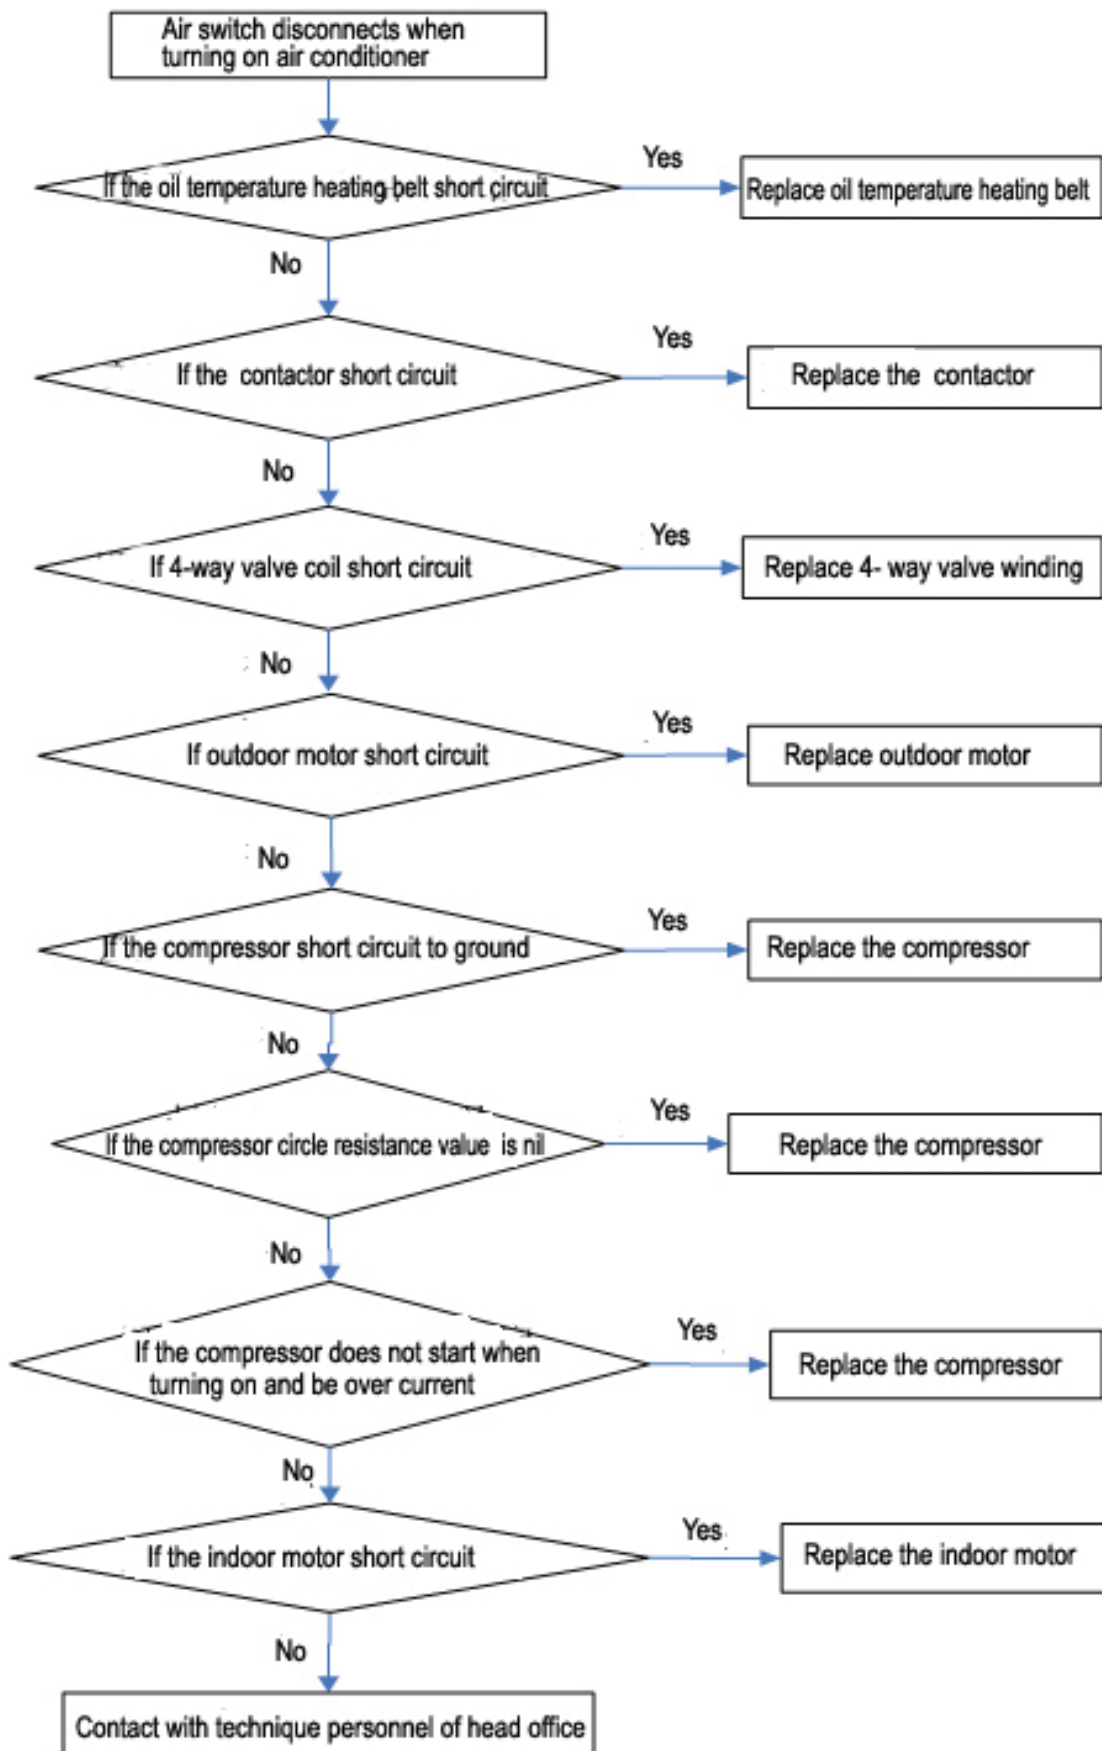 Air switch disconnects when
turning on air conditioner
If the oil temperature heating belt short circuit
Yes
Replace oil temperature heating belt
No
If the contactor short circuit
Yes
Replace the contactor
No
If 4-way valve coil short circuit
Yes
Replace 4- way valve winding
No
If outdoor motor short circuit
Yes
Replace outdoor motor
No
If the compressor short circuit to ground
Yes
Replace the compressor
No
If the compressor circle resistance value is nil
Yes
Replace the compressor
No
If the compressor does not start when
turning on and be over current
Yes
Replace the compressor
No
If the indoor motor short circuit
Yes
Replace the indoor motor
No
Contact with technique personnel of head office